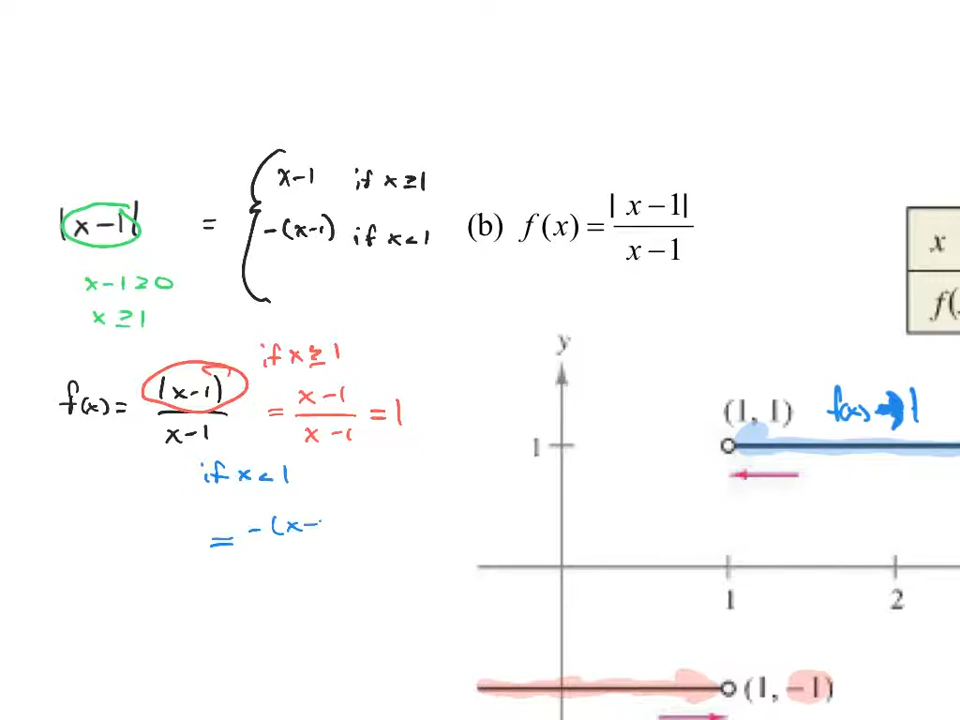 |x-1| = { x-1 if x≥1
-(x-1) if x<1
x-1≥0
x≥1
(b) f(x) = |x-1| / x-1
x
f(
f(x) = |x-1| / x-1
if x≥1
= x-1 / x-1 = 1
if x<1
= -(x-
y
(1, 1) f(x)→1
1
1 2
(1, -1)